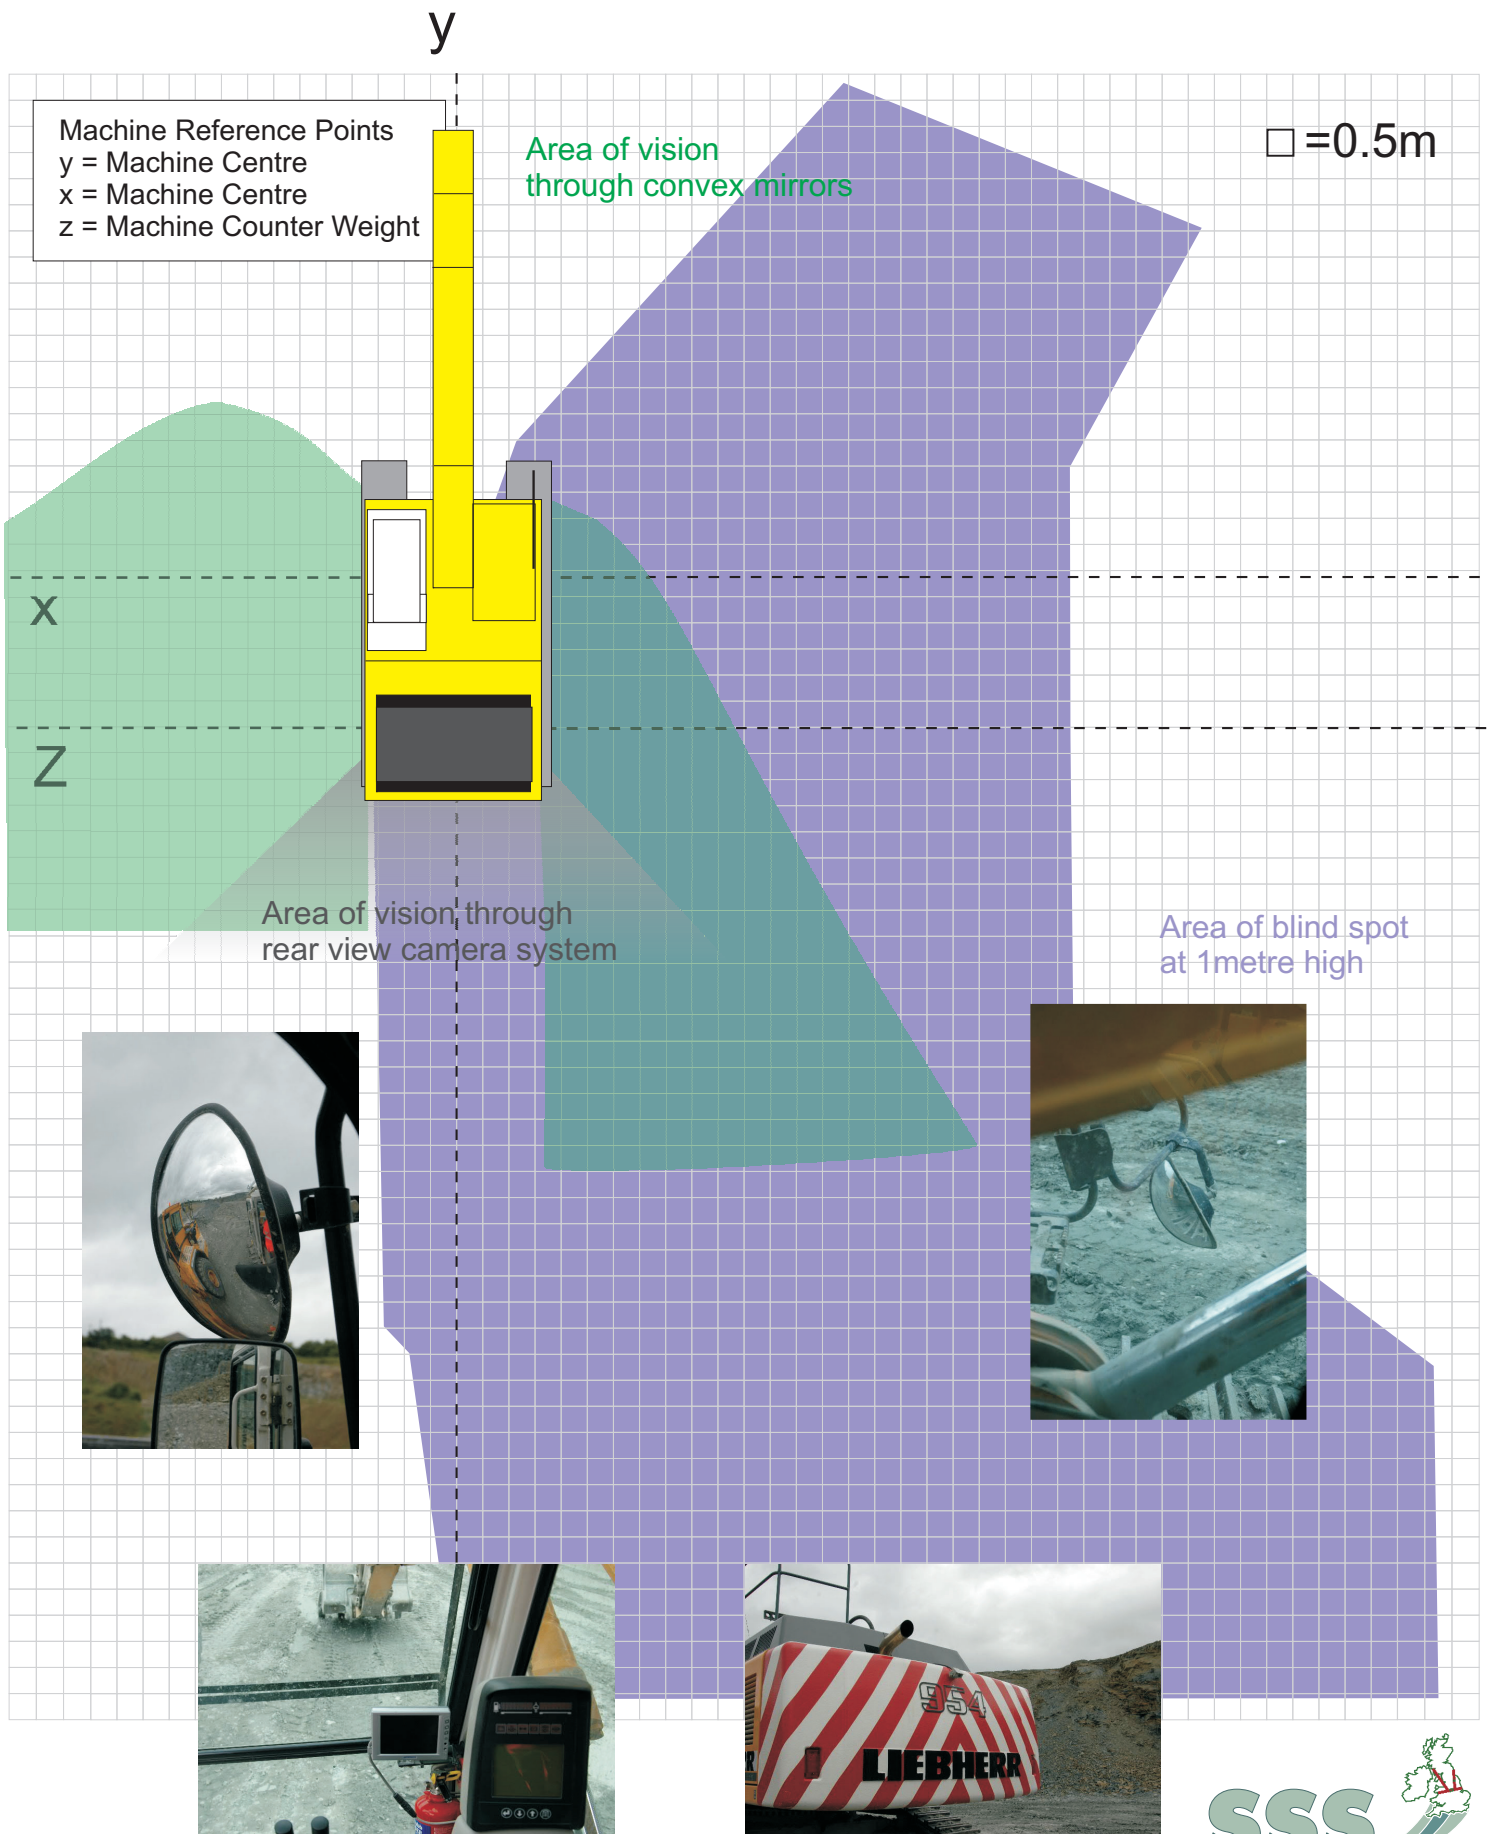 y
Machine Reference Points
y = Machine Centre
x = Machine Centre
z = Machine Counter Weight
Area of vision
through convex mirrors
=0.5m
x
Z
Area of vision through
rear view camera system
Area of blind spot
at 1metre high
954
LIEBHERR
SSS